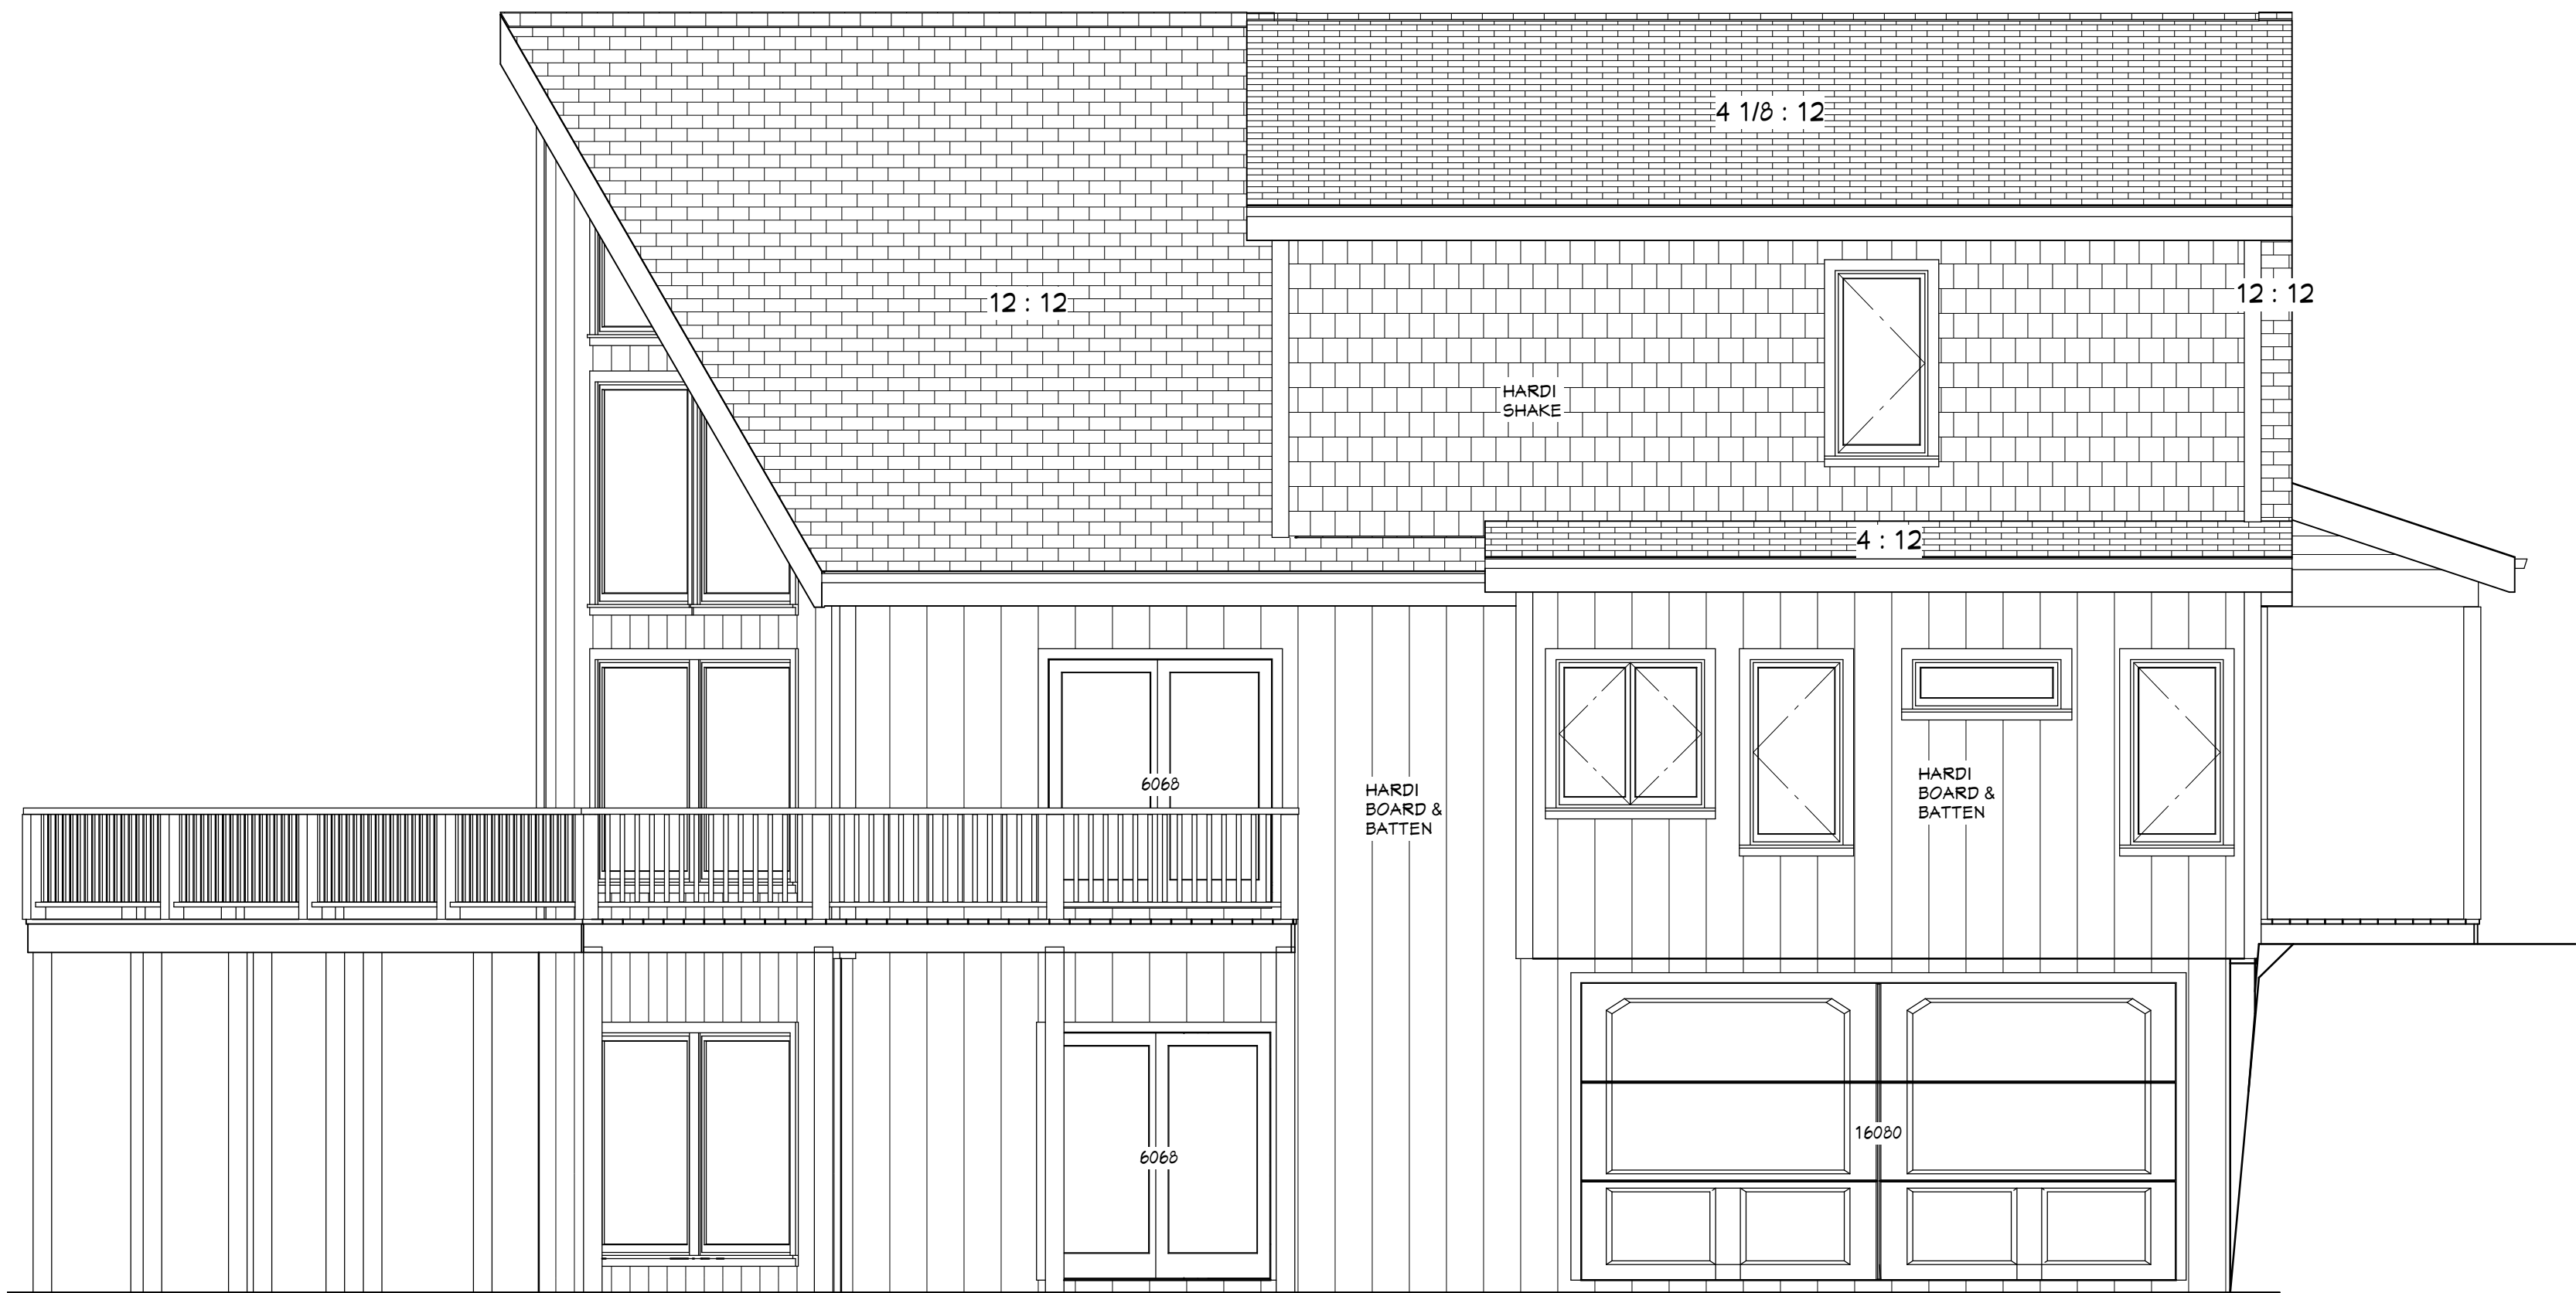 4 1/8 : 12
12 : 12
12 : 12
HARDI
SHAKE
4 : 12
6068
HARDI
BOARD &
BATTEN
HARDI
BOARD &
BATTEN
16080
6068